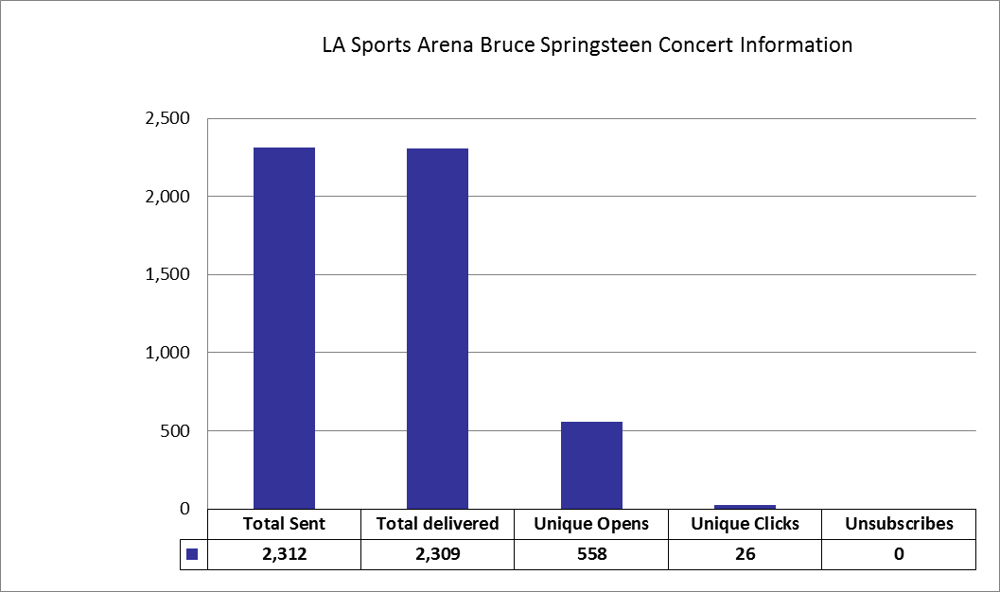 LA Sports Arena Bruce Springsteen Concert Information
2,500
2,000
1,500
1,000
500
0
Total Sent Total delivered Unique Opens Unique Clicks Unsubscribes
2,312 2,309 558 26 0